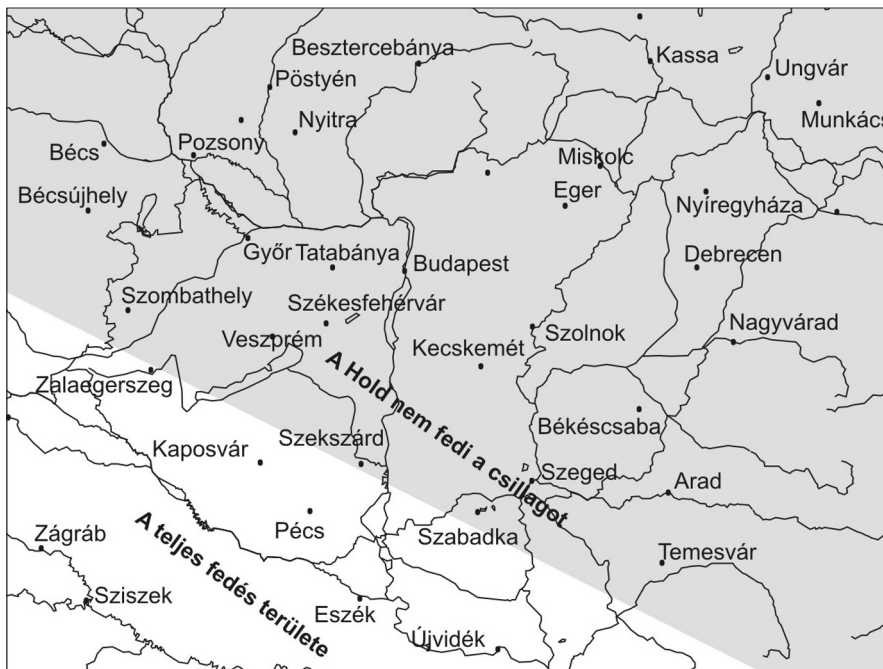 Besztercebánya
Kassa
Pöstyén
Ungvár
Nyitra
Munkács
Pozsony
Bécs
Miskolc
Bécsújhely
Eger
Nyíregyháza
Győr
Tatabánya
Budapest
Debrecen
Szombathely
Székesfehérvár
Veszprém
Szolnok
Nagyvárad
Kecskemét
Zalaegerszeg
A Hold nem fedi a csillagot
Békéscsaba
Kaposvár
Szekszárd
Szeged
Arad
Pécs
Szabadka
Zágráb
A teljes fedés területe
Temesvár
Sziszek
Eszék
Újvidék